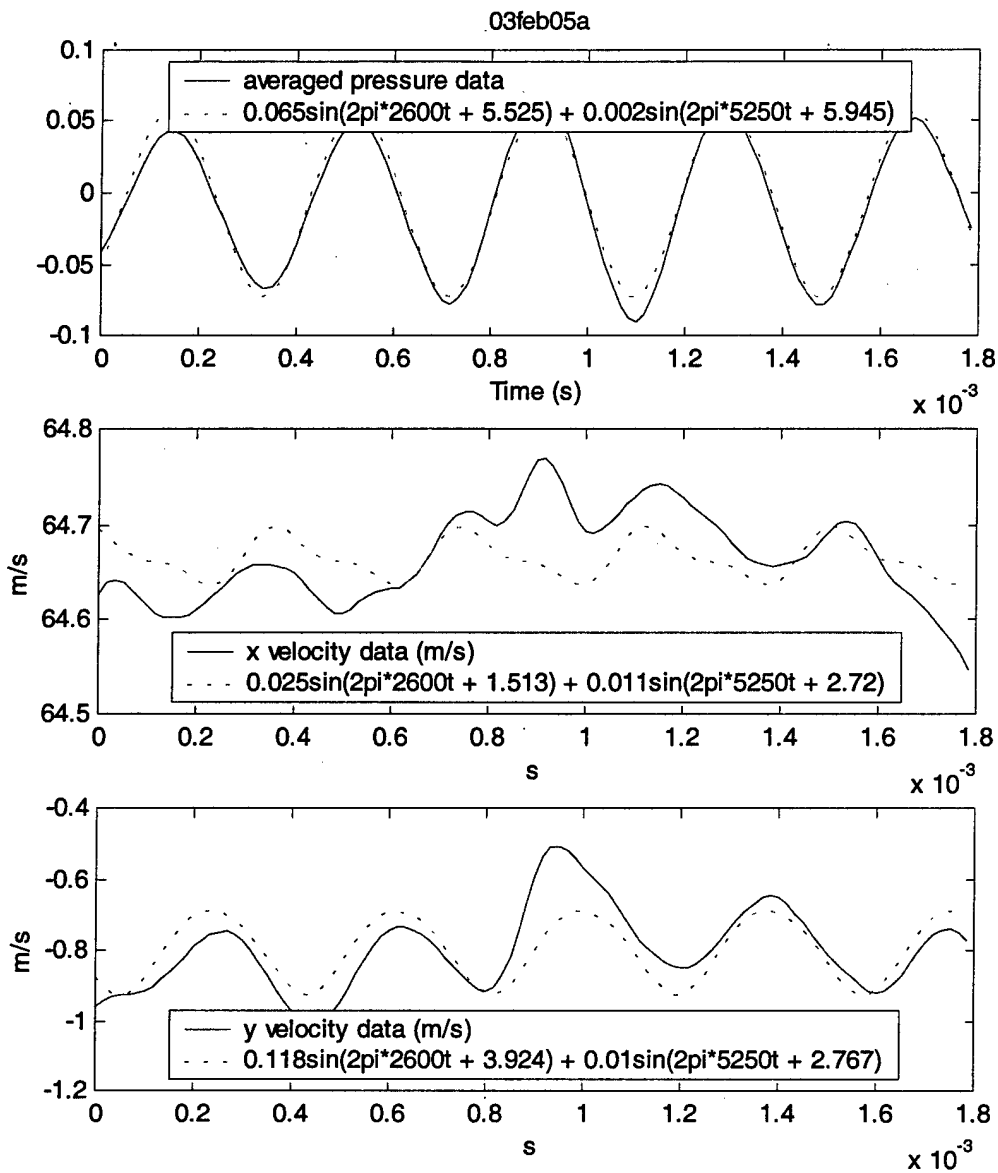 03feb05a
0.1
0.05
0
-0.05
-0.1
averaged pressure data
0.065sin(2pi*2600t + 5.525) + 0.002sin(2pi*5250t + 5.945)
0 0.2 0.4 0.6 0.8 1 1.2 1.4 1.6 1.8
Time (s)
x 10^-3
64.8
64.7
64.6
64.5
m/s
x velocity data (m/s)
0.025sin(2pi*2600t + 1.513) + 0.011sin(2pi*5250t + 2.72)
0 0.2 0.4 0.6 0.8 1 1.2 1.4 1.6 1.8
s
x 10^-3
-0.4
-0.6
-0.8
-1
-1.2
m/s
y velocity data (m/s)
0.118sin(2pi*2600t + 3.924) + 0.01sin(2pi*5250t + 2.767)
0 0.2 0.4 0.6 0.8 1 1.2 1.4 1.6 1.8
s
x 10^-3